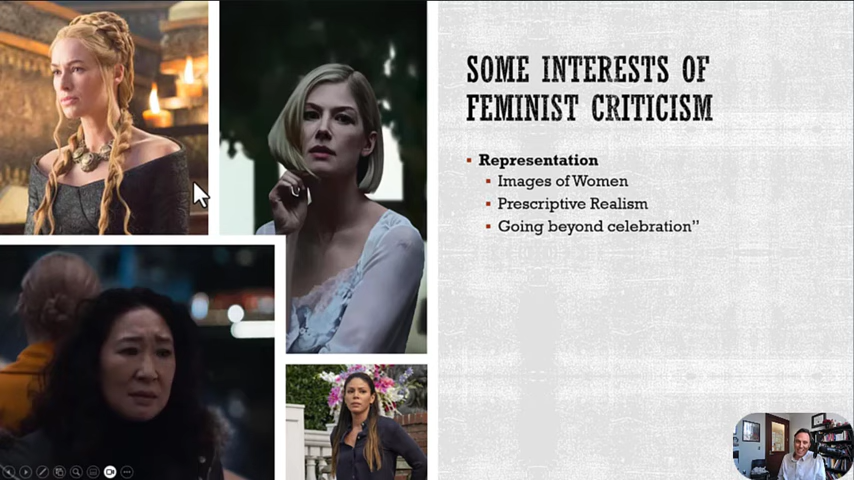 SOME INTERESTS OF
FEMINIST CRITICISM
Representation
Images of Women
Prescriptive Realism
Going beyond celebration”